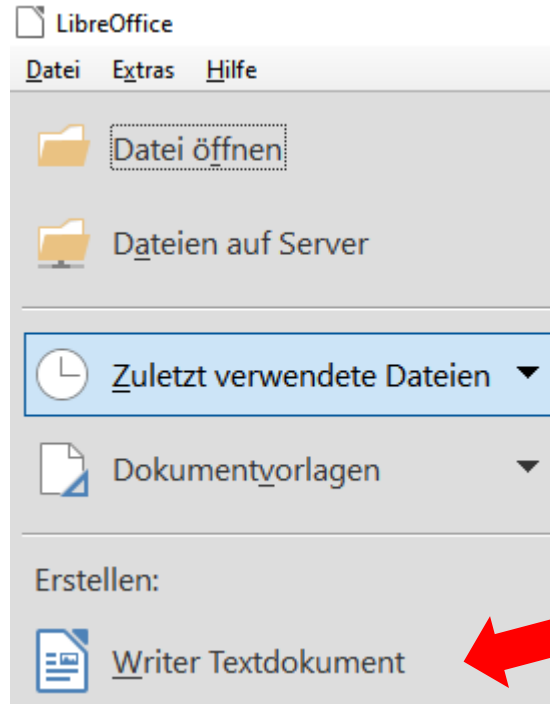 LibreOffice
Datei Extras Hilfe
Datei öffnen
Dateien auf Server
Zuletzt verwendete Dateien
Dokumentvorlagen
Erstellen:
Writer Textdokument